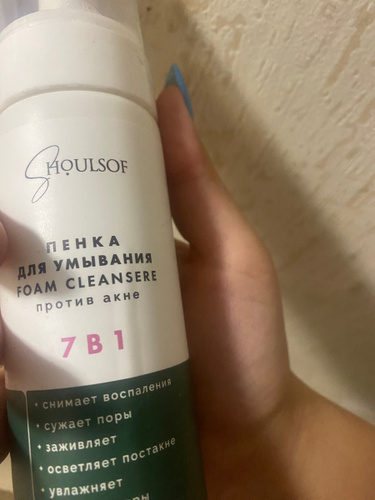 SHOULSOF
ПЕНКА
ДЛЯ УМЫВАНИЯ
FOAM CLEANSERE
против акне
7 В 1
• снимает воспаления
• сужает поры
• заживляет
• осветляет постакне
• увлажняет